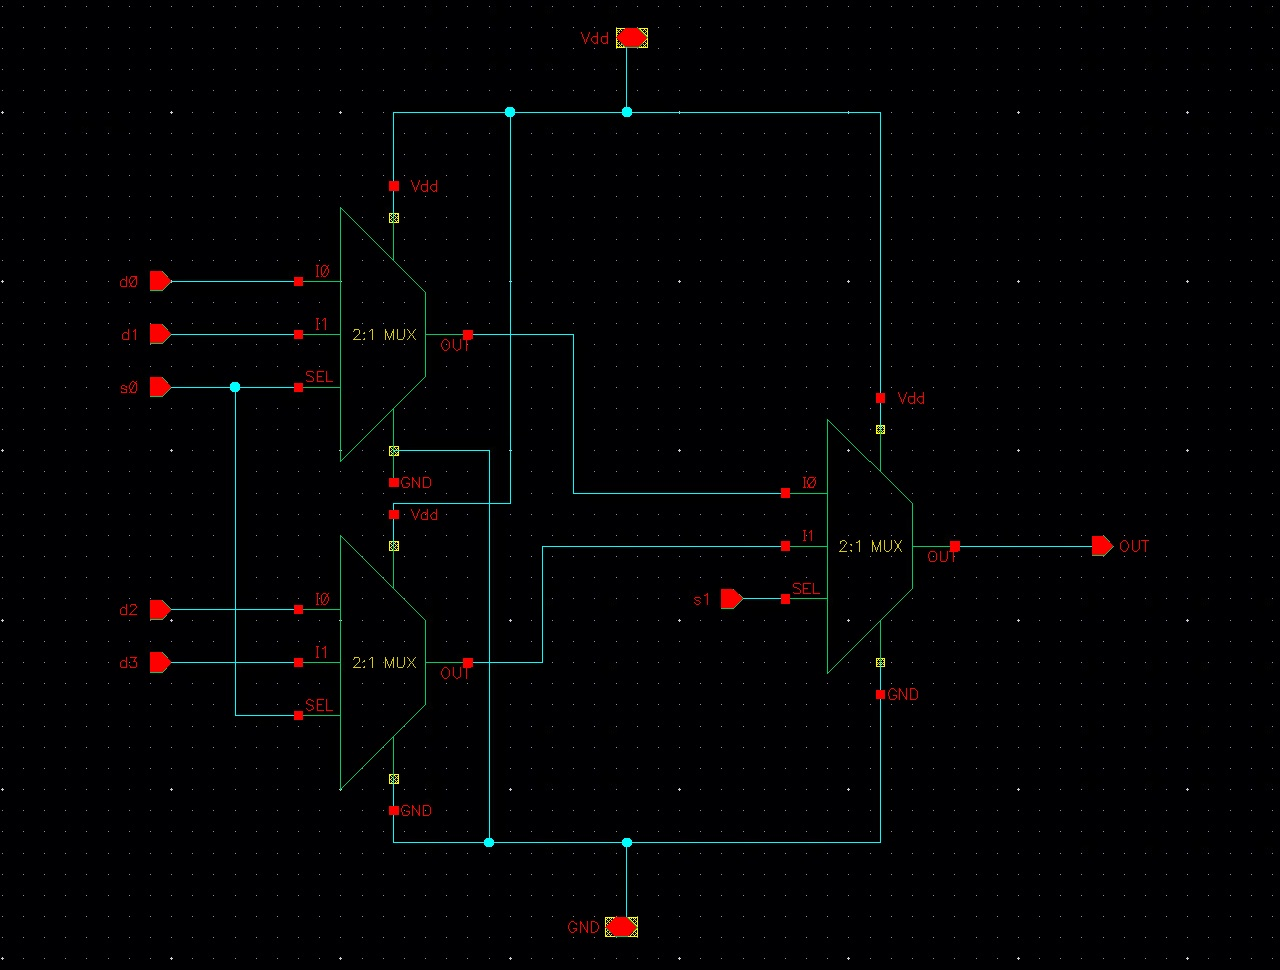 Vdd
Vdd
d0 I0
d1 I1 2:1 MUX OUT
s0 SEL
GND
Vdd
Vdd
I0
I1 2:1 MUX OUT OUT
s1 SEL
d2 I0
d3 I1 2:1 MUX OUT
SEL
GND
GND
GND